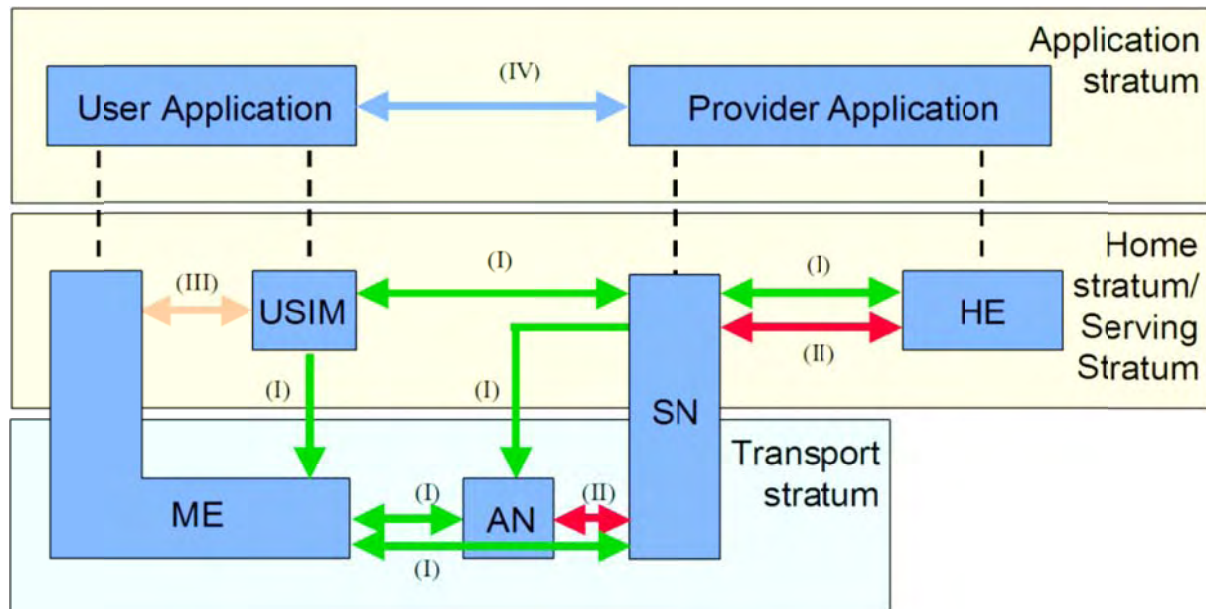 Application
stratum
(IV)
User Application
Provider Application
Home
stratum/
Serving
Stratum
(I)
(I)
(III)
USIM
HE
(II)
(I)
(I)
SN
Transport
stratum
(I)
(II)
ME
AN
(I)